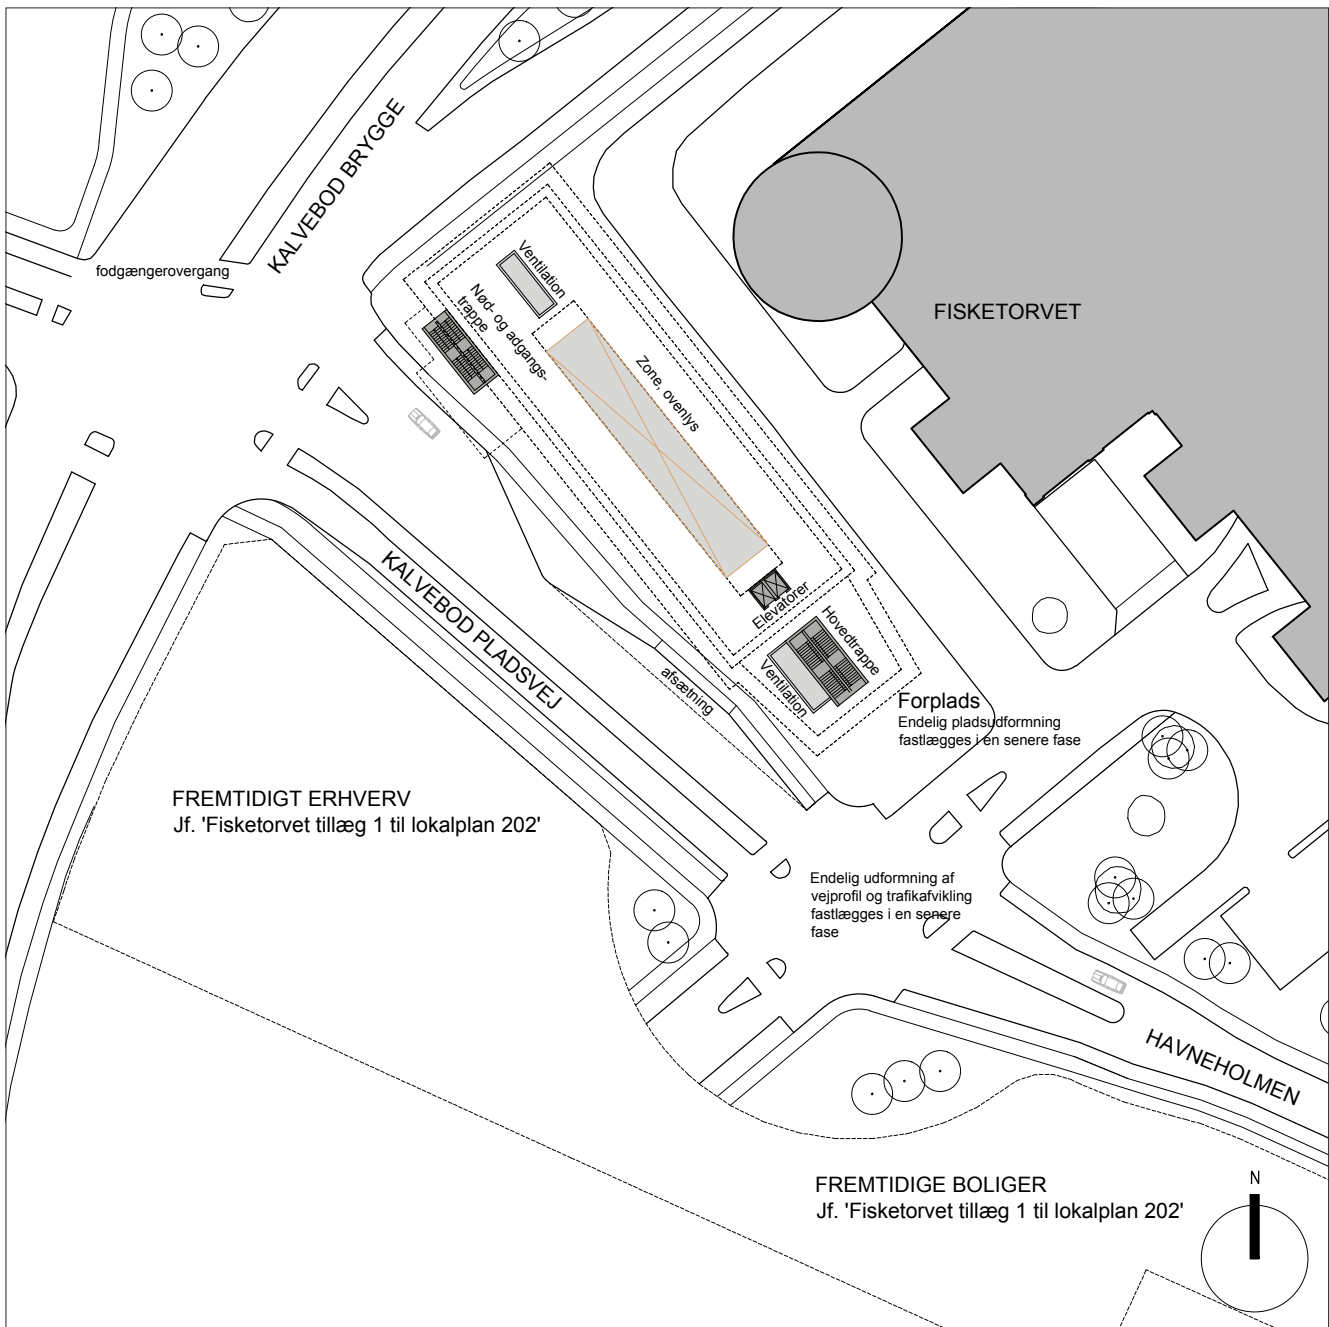 KALVEBOD BRYGGE
fodgængerovergang
Ventilation
Nød- og adgangs-
trappe
FISKETORVET
Zone, ovenlys
KALVEBOD PLADSVEJ
Elevatorer
Hovedtrappe
Ventilation
afsætning
Forplads
Endelig pladsudformning
fastlægges i en senere fase
FREMTIDIGT ERHVERV
Jf. 'Fisketorvet tillæg 1 til lokalplan 202'
Endelig udformning af
vejprofil og trafikafvikling
fastlægges i en senere
fase
HAVNEHOLMEN
FREMTIDIGE BOLIGER
Jf. 'Fisketorvet tillæg 1 til lokalplan 202'
N